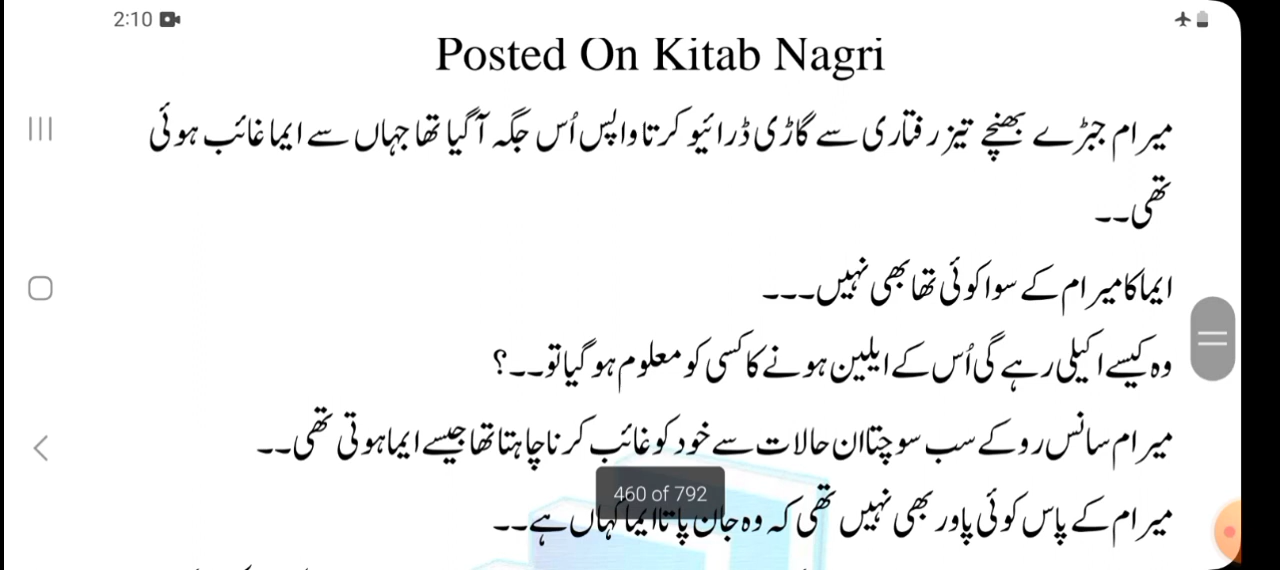 2:10
Posted On Kitab Nagri
میرام جبڑے بھنچے تیز رفتاری سے گاڑی ڈرائیو کرتا واپس اُس جگہ آ گیا تھا جہاں سے ایما غائب ہوئی
تھی۔۔
ایما کا میرام کے سوا کوئی تھا بھی نہیں۔۔۔
وہ کیسے اکیلی رہے گی اُس کے ایلین ہونے کا کسی کو معلوم ہو گیا تو۔۔؟
میرام سانس روکے سب سوچتا ان حالات سے خود کو غائب کرنا چاہتا تھا جیسے ایما ہوتی تھی۔۔
460 of 792
میرام کے پاس کوئی پاور بھی نہیں تھی کہ وہ جان پاتا ایما کہاں ہے۔۔